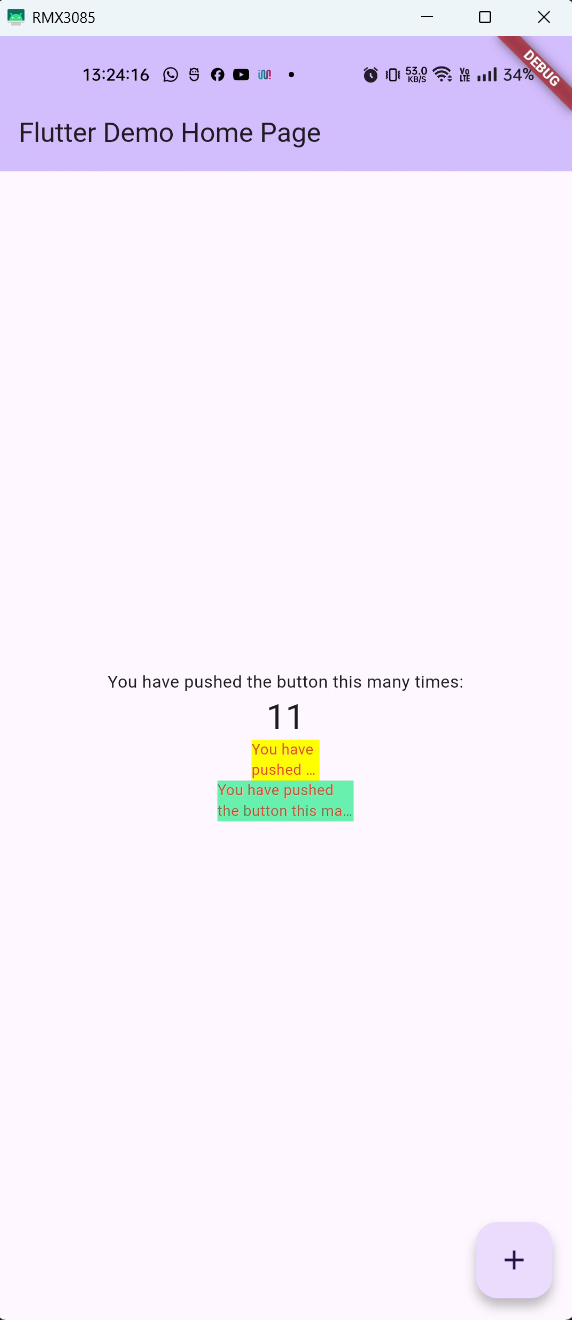 RMX3085
13:24:16
53.0
KB/S
VO
LTE
34%
DEBUG
Flutter Demo Home Page
You have pushed the button this many times:
11
You have
pushed ...
You have pushed
the button this ma...